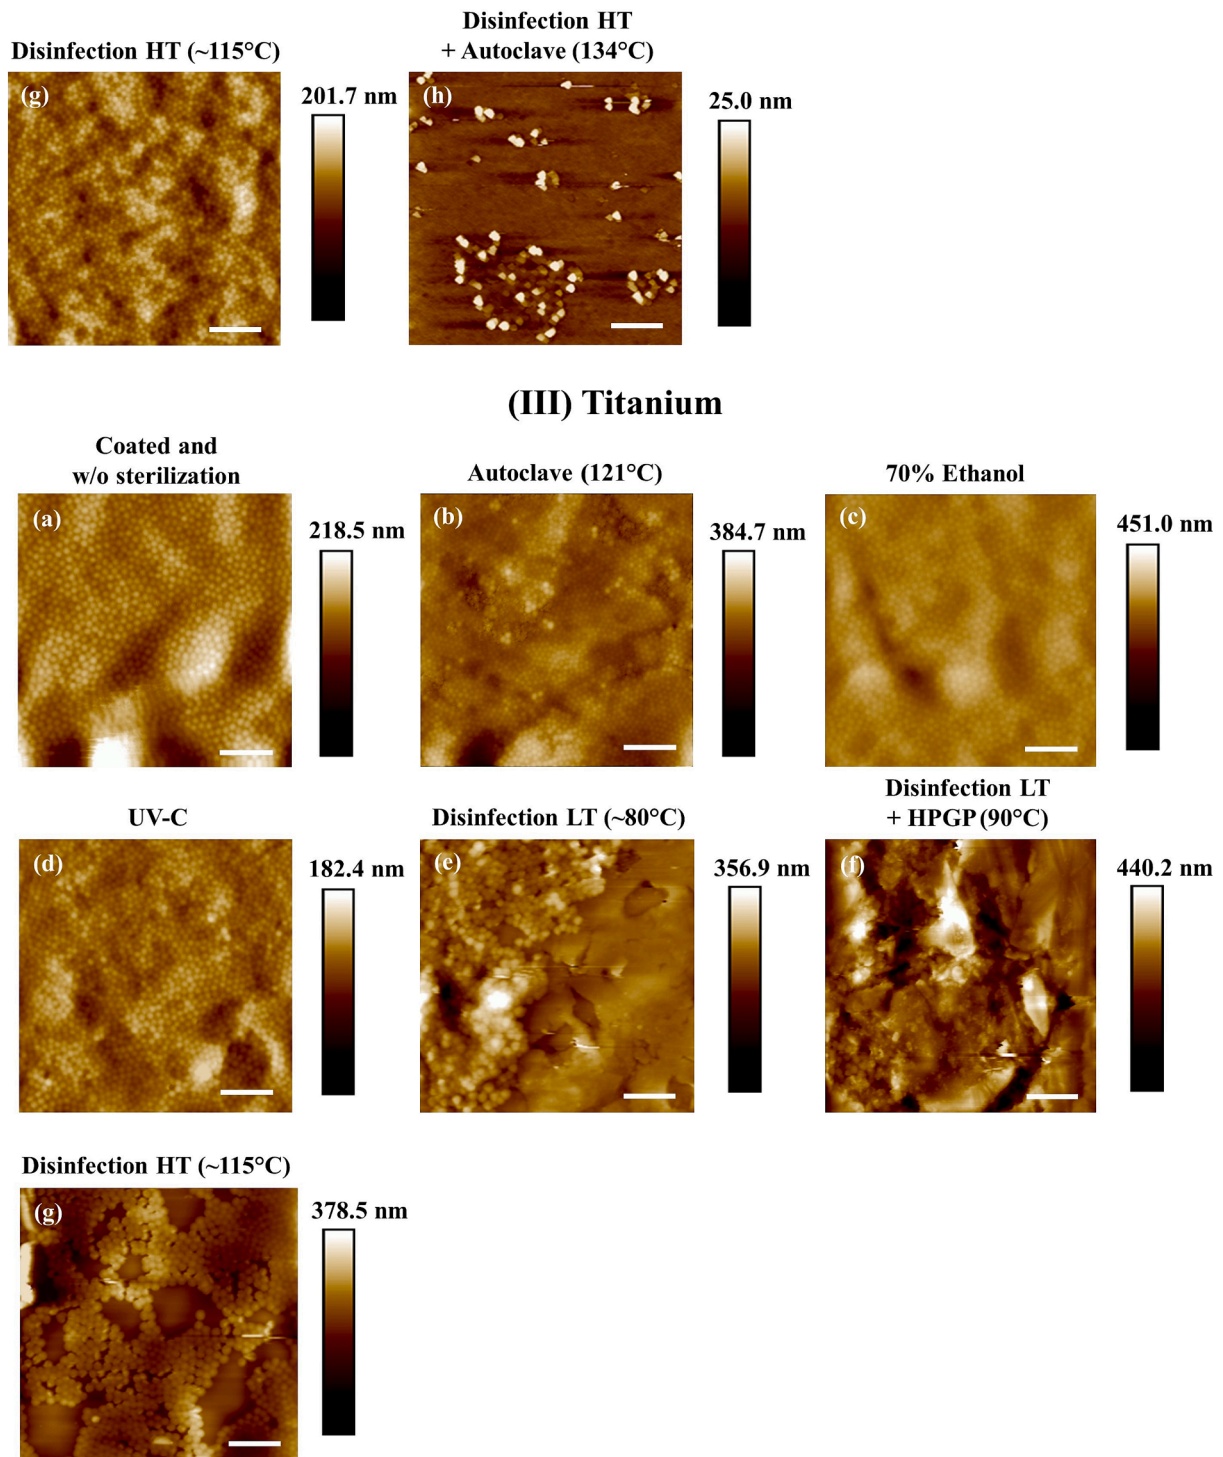 Disinfection HT (~115°C)
Disinfection HT
+ Autoclave (134°C)
(g)
201.7 nm
(h)
25.0 nm
(III) Titanium
Coated and
w/o sterilization
Autoclave (121°C)
70% Ethanol
(a)
218.5 nm
(b)
384.7 nm
(c)
451.0 nm
UV-C
Disinfection LT (~80°C)
Disinfection LT
+ HPGP (90°C)
(d)
182.4 nm
(e)
356.9 nm
(f)
440.2 nm
Disinfection HT (~115°C)
(g)
378.5 nm